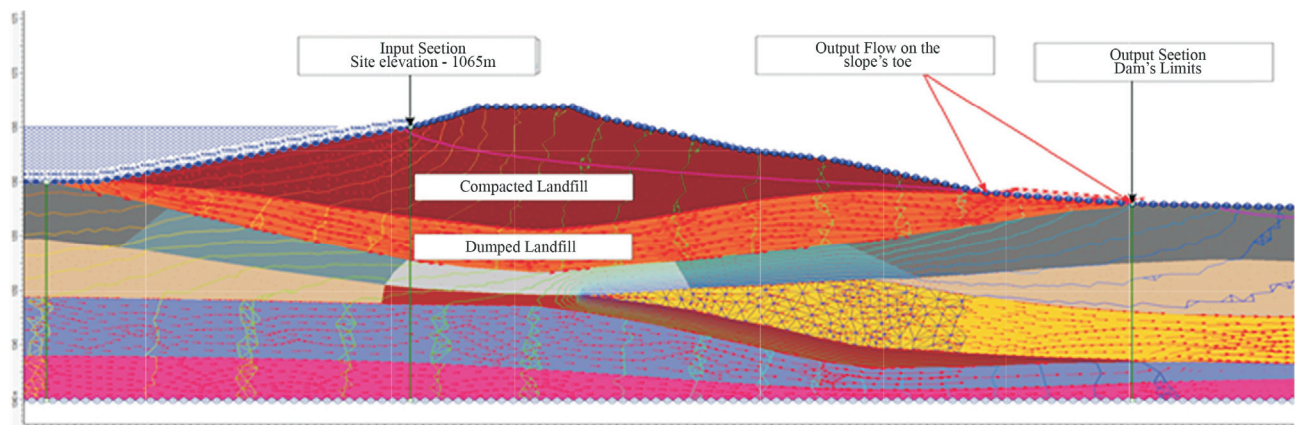 Input Seetion
Site elevation - 1065m
Output Flow on the
slope's toe
Output Seetion
Dam's Limits
Compacted Landfill
Dumped Landfill